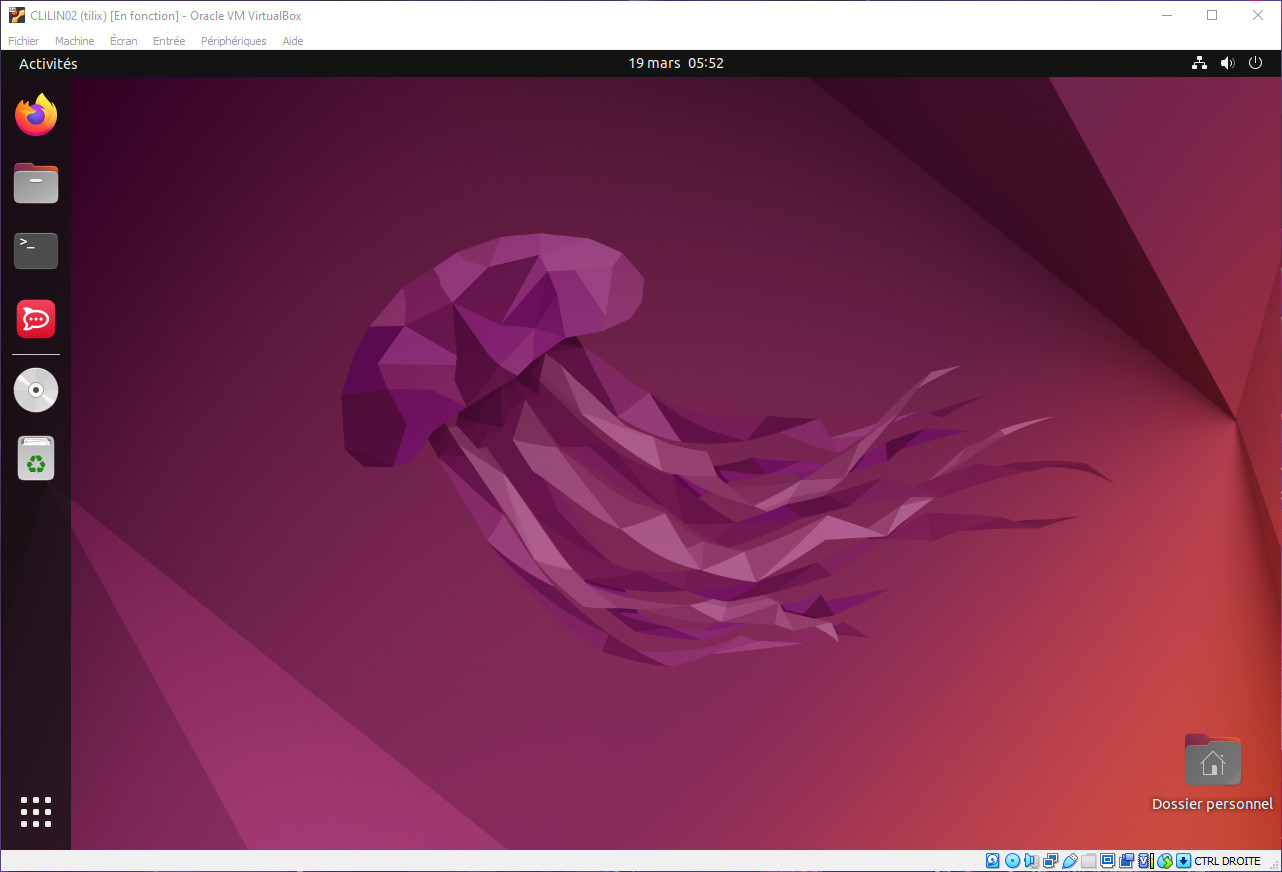 CLILIN02 (tilix) [En fonction] - Oracle VM VirtualBox
Fichier Machine Écran Entrée Périphériques Aide
Activités 19 mars 05:52
>_
Dossier personnel
CTRL DROITE